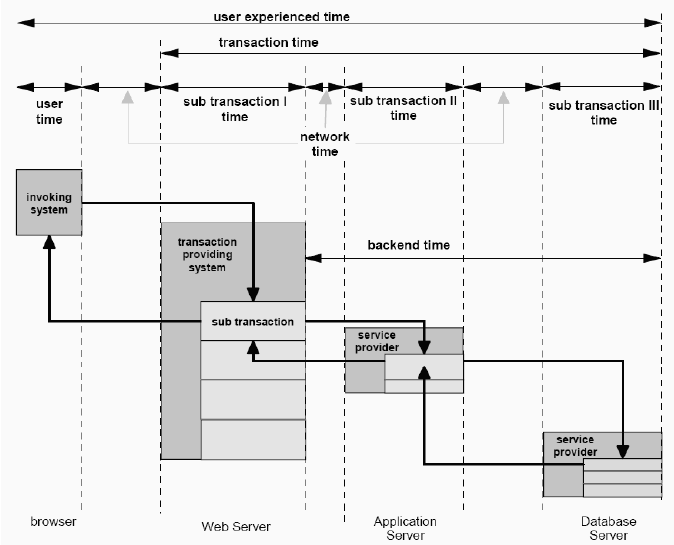 user experienced time
transaction time
user
time
sub transaction I
time
network
time
sub transaction II
time
sub transaction III
time
invoking
system
transaction
providing
system
backend time
sub transaction
service
provider
service
provider
browser
Web Server
Application
Server
Database
Server